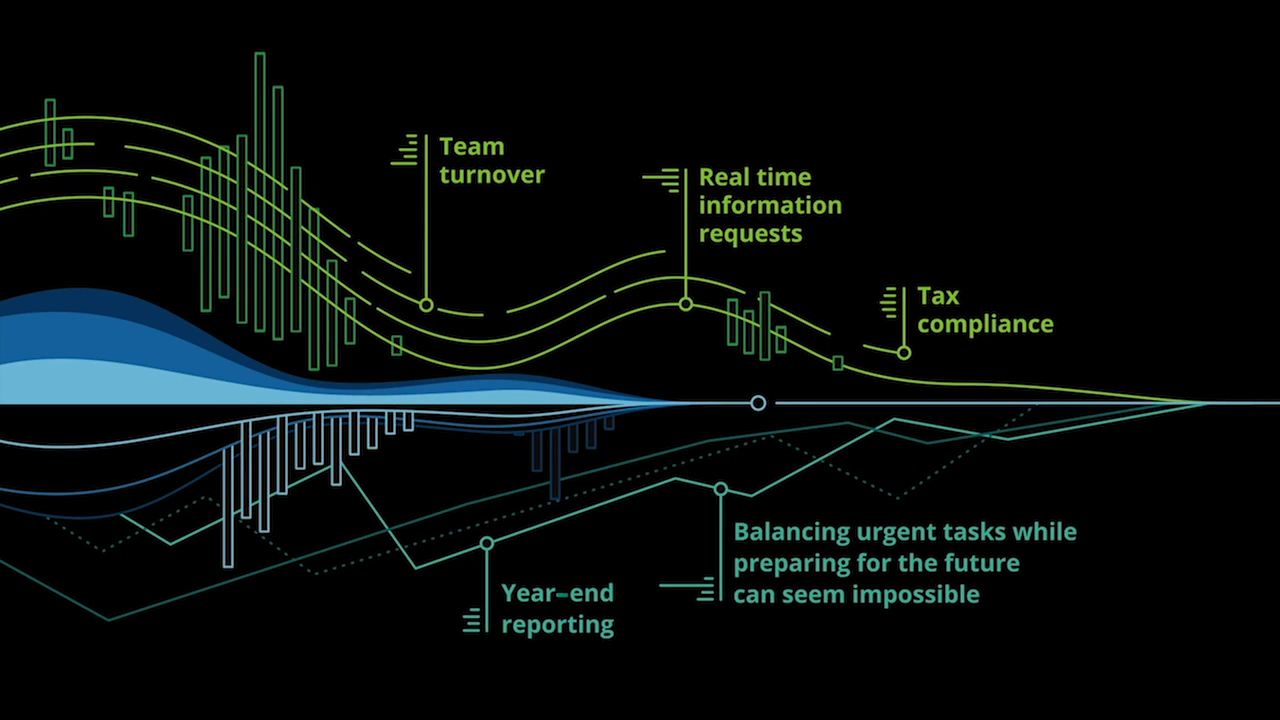 Team
turnover
Real time
information
requests
Tax
compliance
Balancing urgent tasks while
preparing for the future
can seem impossible
Year–end
reporting